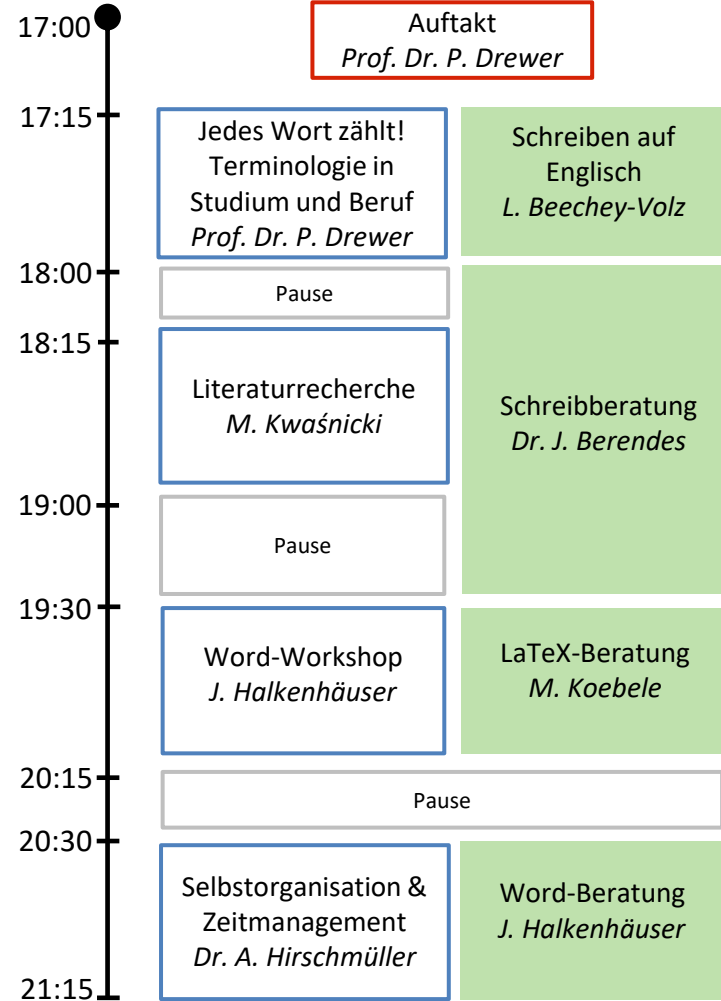 17:00
Auftakt
Prof. Dr. P. Drewer
17:15
Jedes Wort zählt!
Terminologie in
Studium und Beruf
Prof. Dr. P. Drewer
Schreiben auf
Englisch
L. Beechey-Volz
18:00
Pause
18:15
Literaturrecherche
M. Kwaśnicki
Schreibberatung
Dr. J. Berendes
19:00
Pause
19:30
Word-Workshop
J. Halkenhäuser
LaTeX-Beratung
M. Koebele
20:15
Pause
20:30
Selbstorganisation &
Zeitmanagement
Dr. A. Hirschmüller
Word-Beratung
J. Halkenhäuser
21:15